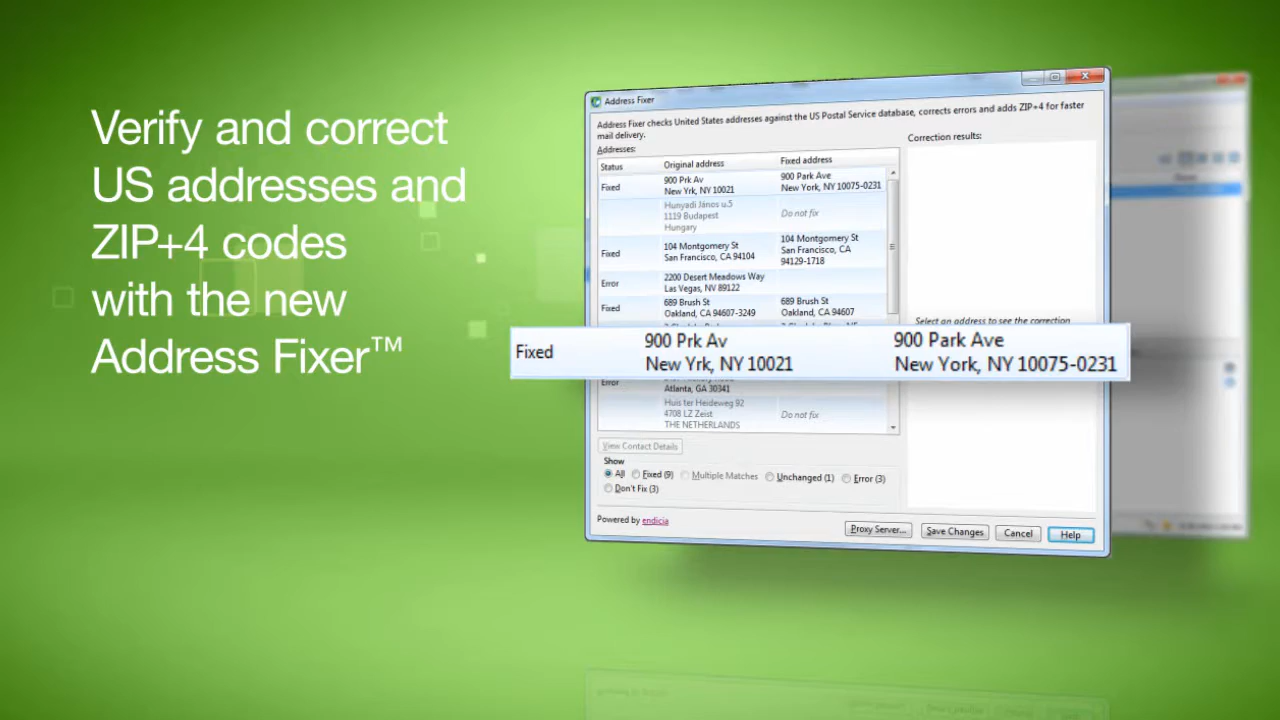 Verify and correct
US addresses and
ZIP+4 codes
with the new
Address Fixer™
Address Fixer
Address Fixer checks United States addresses against the US Postal Service database, corrects errors and adds ZIP+4 for faster
mail delivery.
Addresses:
Correction results:
Status Original address Fixed address
Fixed
900 Prk Av
New Yrk, NY 10021
900 Park Ave
New York, NY 10075-0231
Hunyadi János u.5
1119 Budapest
Hungary
Do not fix
Fixed
104 Montgomery St
San Francisco, CA 94104
104 Montgomery St
San Francisco, CA
94129-1718
Error
2200 Desert Meadows Way
Las Vegas, NV 89122
Fixed
689 Brush St
Oakland, CA 94607-3249
689 Brush St
Oakland, CA 94607
Select an address to see the correction
Fixed
900 Prk Av
New Yrk, NY 10021
900 Park Ave
New York, NY 10075-0231
Error
Atlanta, GA 30341
Huis ter Heideweg 92
4708 LZ Zeist
THE NETHERLANDS
Do not fix
View Contact Details
Show
All Fixed (9) Multiple Matches Unchanged (1) Error (3)
Don't Fix (3)
Powered by endicia
Proxy Server... Save Changes Cancel Help